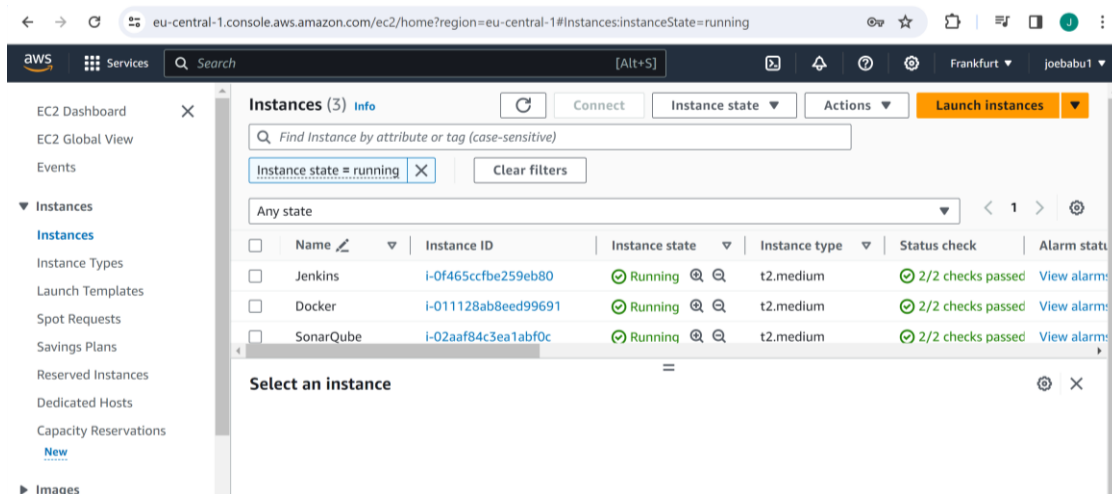 eu-central-1.console.aws.amazon.com/ec2/home?region=eu-central-1#Instances:instanceState=running
J
aws Services Search [Alt+S] Frankfurt joebabu1
EC2 Dashboard
EC2 Global View
Events
Instances
Instances
Instance Types
Launch Templates
Spot Requests
Savings Plans
Reserved Instances
Dedicated Hosts
Capacity Reservations
New
Images
Instances (3) Info Connect Instance state Actions Launch instances
Find Instance by attribute or tag (case-sensitive)
Instance state = running Clear filters
Any state 1
Name Instance ID Instance state Instance type Status check Alarm statu
Jenkins i-0f465ccfbe259eb80 Running t2.medium 2/2 checks passed View alarms
Docker i-011128ab8eed99691 Running t2.medium 2/2 checks passed View alarms
SonarQube i-02aaf84c3ea1abf0c Running t2.medium 2/2 checks passed View alarms
Select an instance